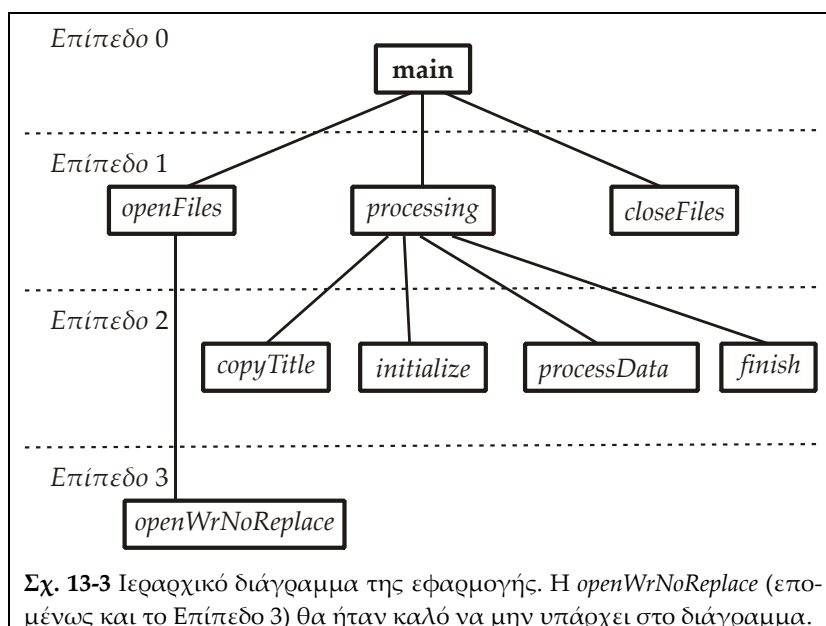 Επίπεδο 0
main
Επίπεδο 1
openFiles
processing
closeFiles
Επίπεδο 2
copyTitle
initialize
processData
finish
Επίπεδο 3
openWrNoReplace
Σχ. 13-3 Ιεραρχικό διάγραμμα της εφαρμογής. Η openWrNoReplace (επο-
μένως και το Επίπεδο 3) θα ήταν καλό να μην υπάρχει στο διάγραμμα.